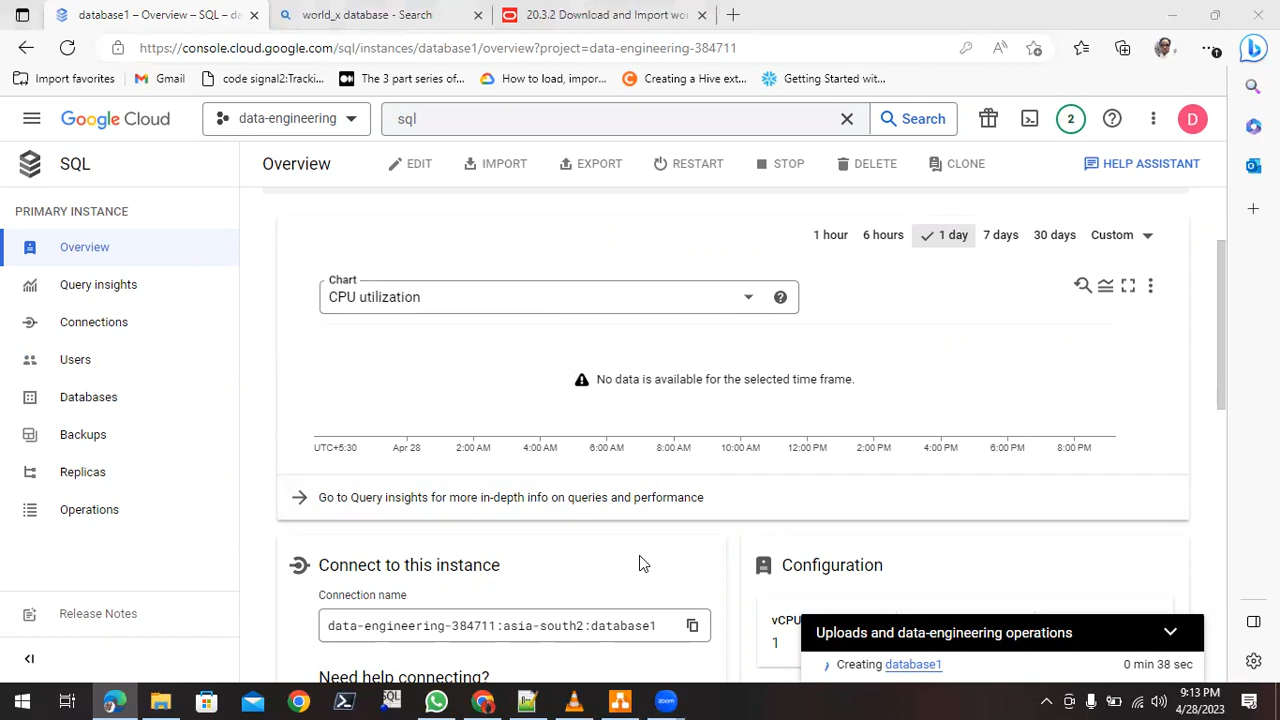 database1 – Overview – SQL – da
world_x database - Search
20.3.2 Download and Import wo
https://console.cloud.google.com/sql/instances/database1/overview?project=data-engineering-384711
Import favorites
Gmail
code signal2:Tracki...
The 3 part series of...
How to load, impor...
Creating a Hive ext...
Getting Started wit...
Google Cloud
data-engineering
sql
Search
2
D
SQL
Overview
EDIT
IMPORT
EXPORT
RESTART
STOP
DELETE
CLONE
HELP ASSISTANT
PRIMARY INSTANCE
Overview
Query insights
Connections
Users
Databases
Backups
Replicas
Operations
Release Notes
1 hour
6 hours
1 day
7 days
30 days
Custom
Chart
CPU utilization
No data is available for the selected time frame.
UTC+5:30
Apr 28
2:00 AM
4:00 AM
6:00 AM
8:00 AM
10:00 AM
12:00 PM
2:00 PM
4:00 PM
6:00 PM
8:00 PM
Go to Query insights for more in-depth info on queries and performance
Connect to this instance
Connection name
data-engineering-384711:asia-south2:database1
Need help connecting?
Configuration
vCPU
1
Uploads and data-engineering operations
Creating database1
0 min 38 sec
SQL
zoom
9:13 PM
4/28/2023